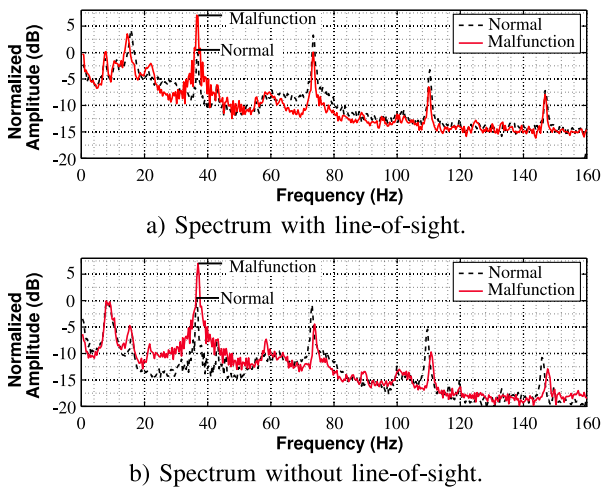 Normalized
Amplitude (dB)
5
0
-5
-10
-15
-20
Malfunction
Normal
Normal
Malfunction
0 20 40 60 80 100 120 140 160
Frequency (Hz)
a) Spectrum with line-of-sight.
Normalized
Amplitude (dB)
5
0
-5
-10
-15
-20
Malfunction
Normal
Normal
Malfunction
0 20 40 60 80 100 120 140 160
Frequency (Hz)
b) Spectrum without line-of-sight.